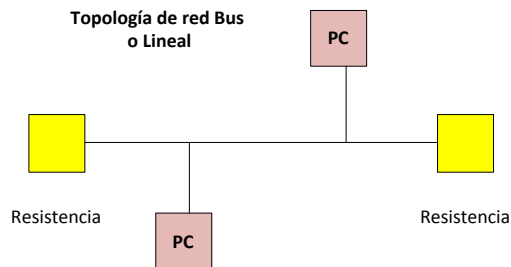 Topología de red Bus
o Lineal
PC
Resistencia
Resistencia
PC